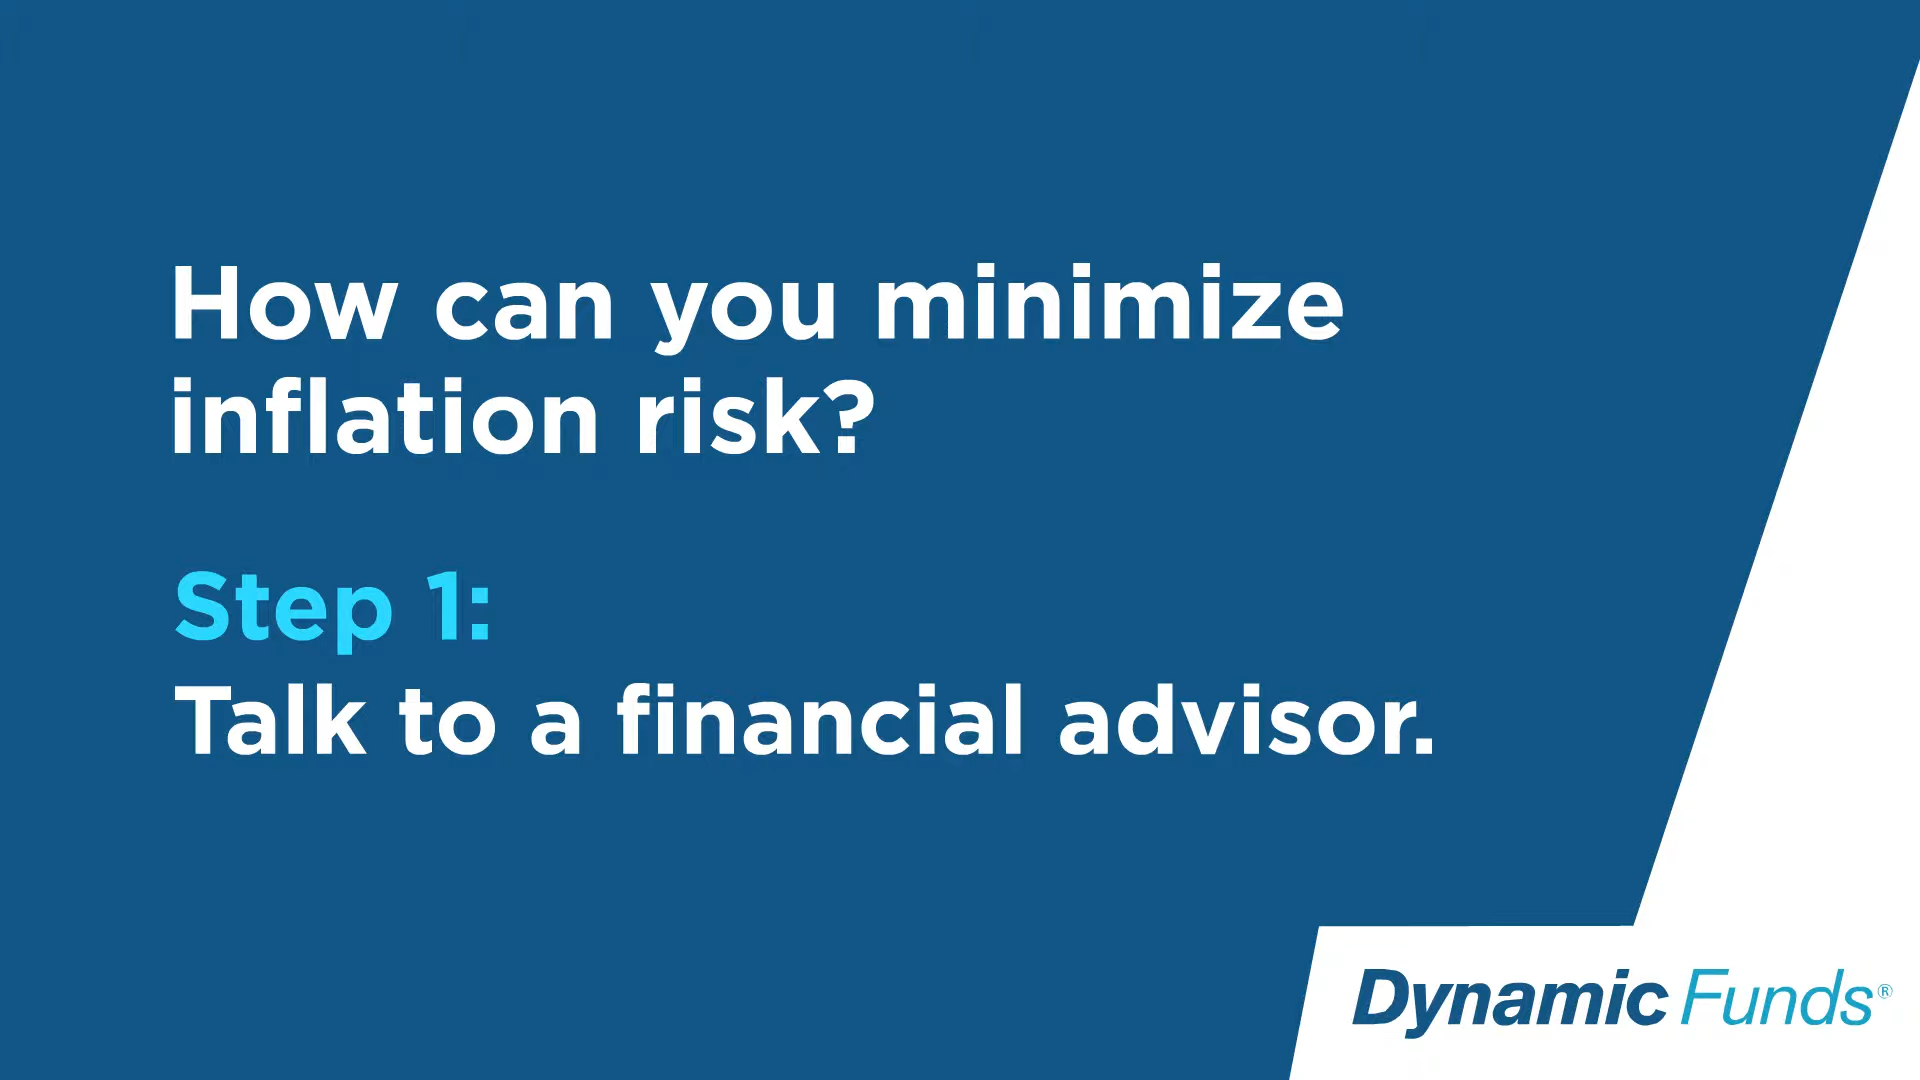 How can you minimize
inflation risk?
Step 1:
Talk to a financial advisor.
Dynamic Funds®